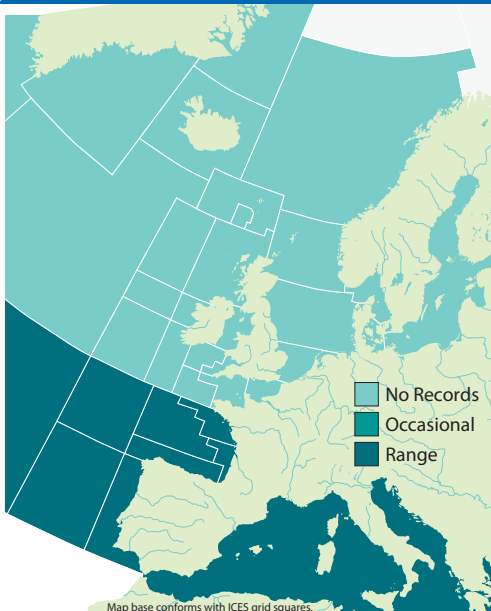 No Records
Occasional
Range
Map base conforms with ICES grid squares.